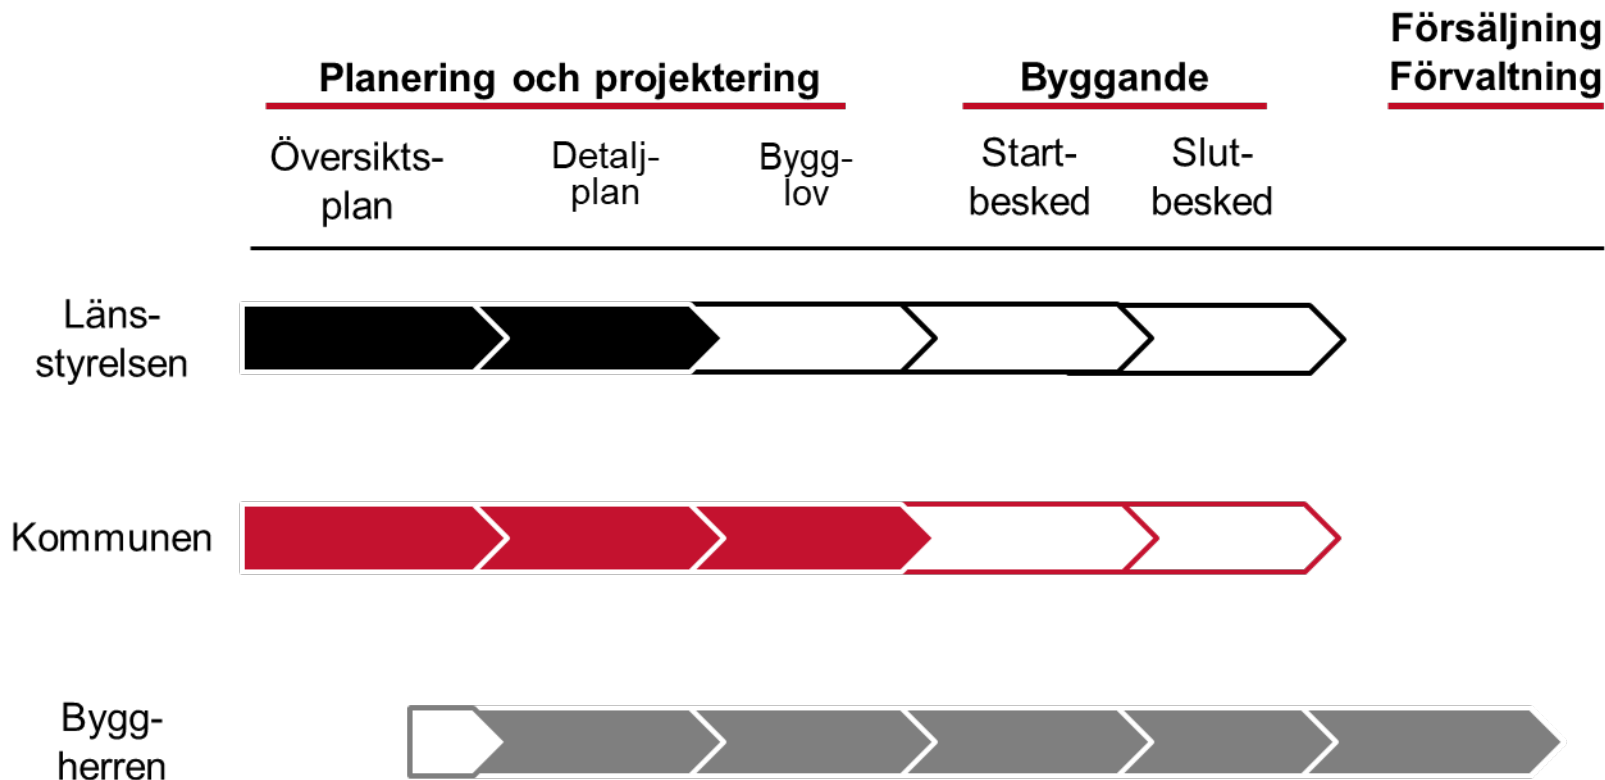 Planering och projektering
Byggande
Försäljning
Förvaltning
Översikts-
plan
Detalj-
plan
Bygg-
lov
Start-
besked
Slut-
besked
Läns-
styrelsen
Kommunen
Bygg-
herren